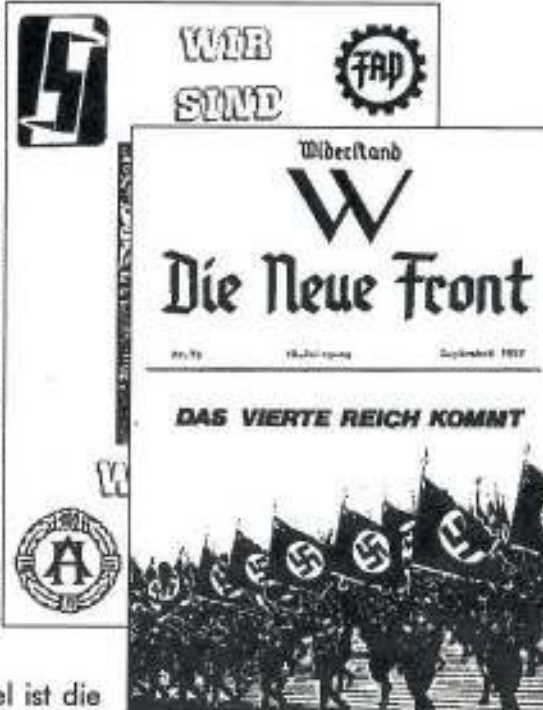 WIR
SIND
FAP
Widerstand
W
Die Neue Front
DAS VIERTE REICH KOMMT
W
A
el ist die